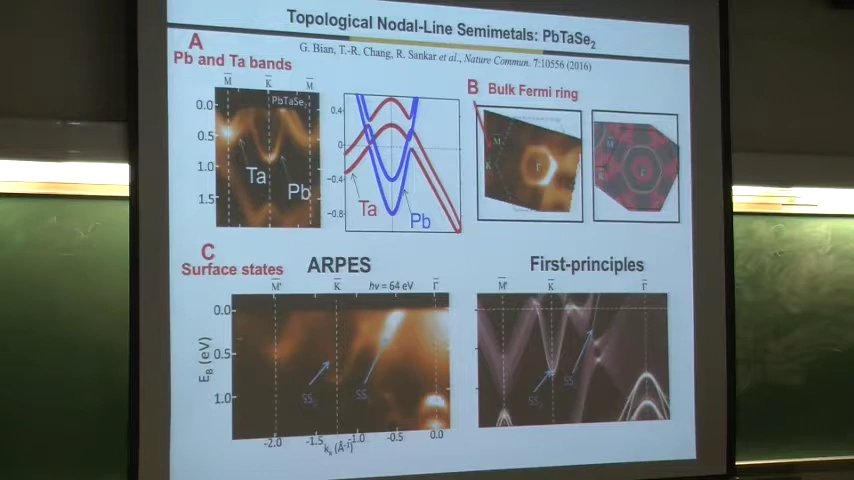 Topological Nodal-Line Semimetals: PbTaSe2
G. Bian, T.-R. Chang, R. Sankar et al., Nature Commun. 7:10556 (2016)
A
Pb and Ta bands
M K M
PbTaSe2
0.0
0.5
1.0
1.5
Ta
Pb
0.4
0
-0.4
-0.8
Ta
Pb
B Bulk Fermi ring
M
K
Γ
M
K
Γ
C
Surface states
ARPES
M' K hν = 64 eV Γ
0.0
0.5
1.0
EB (eV)
SS
SS
-2.0 -1.5 -1.0 -0.5 0.0
kx (Å-1)
First-principles
M' K Γ
SS
SS